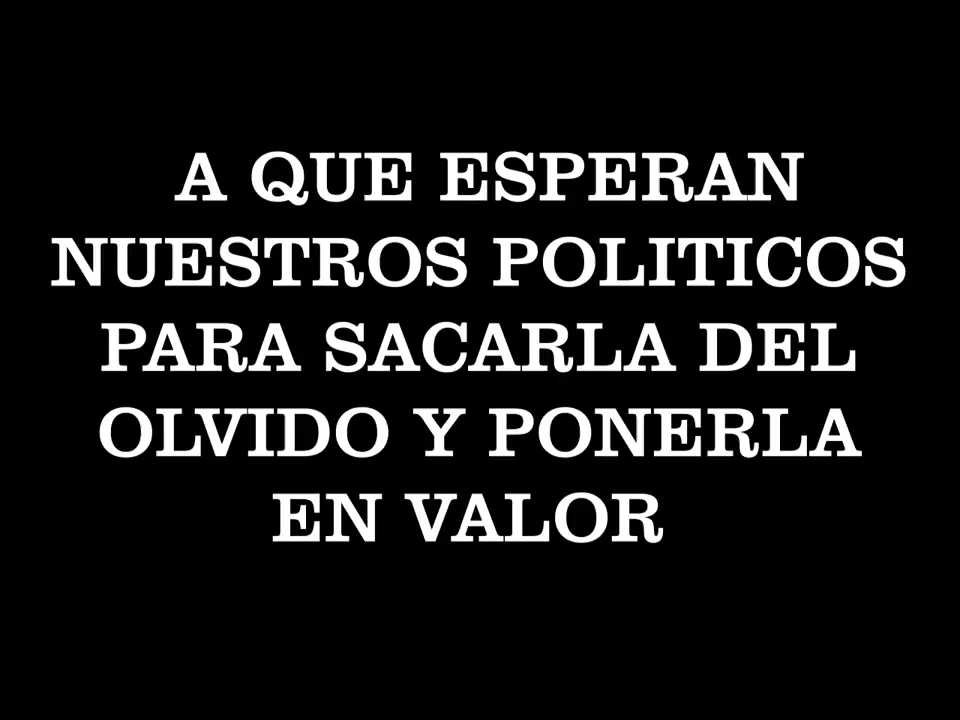 A QUE ESPERAN
NUESTROS POLITICOS
PARA SACARLA DEL
OLVIDO Y PONERLA
EN VALOR